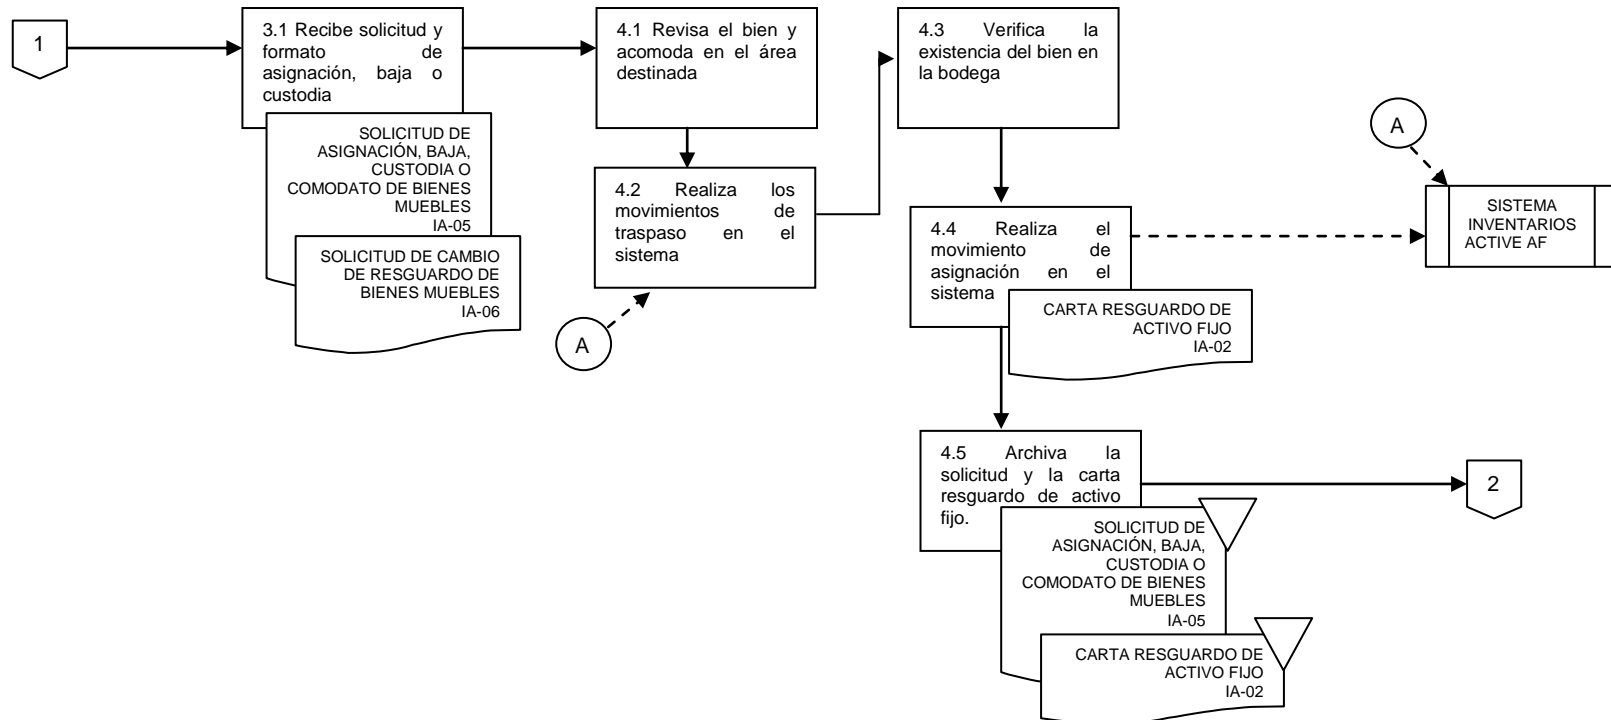 1
3.1 Recibe solicitud y
formato de
asignación, baja o
custodia
SOLICITUD DE
ASIGNACIÓN, BAJA,
CUSTODIA O
COMODATO DE BIENES
MUEBLES
IA-05
SOLICITUD DE CAMBIO
DE RESGUARDO DE
BIENES MUEBLES
IA-06
4.1 Revisa el bien y
acomoda en el área
destinada
4.2 Realiza los
movimientos de
traspaso en el
sistema
A
4.3 Verifica la
existencia del bien en
la bodega
4.4 Realiza el
movimiento de
asignación en el
sistema
CARTA RESGUARDO DE
ACTIVO FIJO
IA-02
A
SISTEMA
INVENTARIOS
ACTIVE AF
4.5 Archiva la
solicitud y la carta
resguardo de activo
fijo.
SOLICITUD DE
ASIGNACIÓN, BAJA,
CUSTODIA O
COMODATO DE BIENES
MUEBLES
IA-05
CARTA RESGUARDO DE
ACTIVO FIJO
IA-02
2